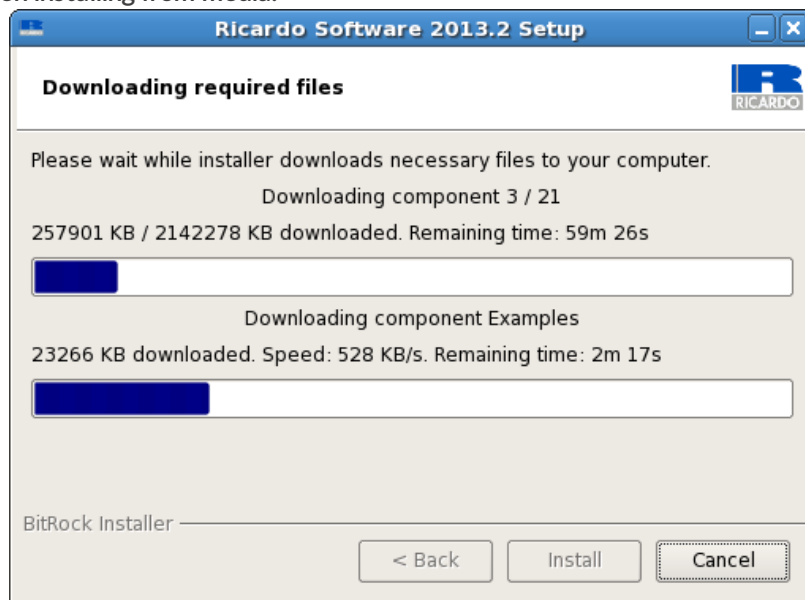 Ricardo Software 2013.2 Setup
Downloading required files
RICARDO
Please wait while installer downloads necessary files to your computer.
Downloading component 3 / 21
257901 KB / 2142278 KB downloaded. Remaining time: 59m 26s
Downloading component Examples
23266 KB downloaded. Speed: 528 KB/s. Remaining time: 2m 17s
BitRock Installer
< Back
Install
Cancel